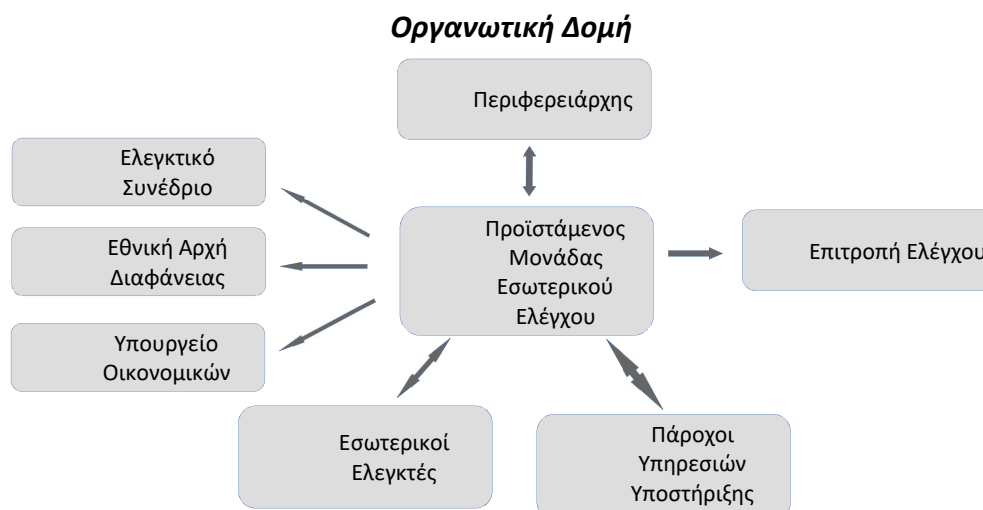 Οργανωτική Δομή
Περιφερειάρχης
Ελεγκτικό
Συνέδριο
Εθνική Αρχή
Διαφάνειας
Υπουργείο
Οικονομικών
Προϊστάμενος
Μονάδας
Εσωτερικού
Ελέγχου
Επιτροπή Ελέγχου
Εσωτερικοί
Ελεγκτές
Πάροχοι
Υπηρεσιών
Υποστήριξης